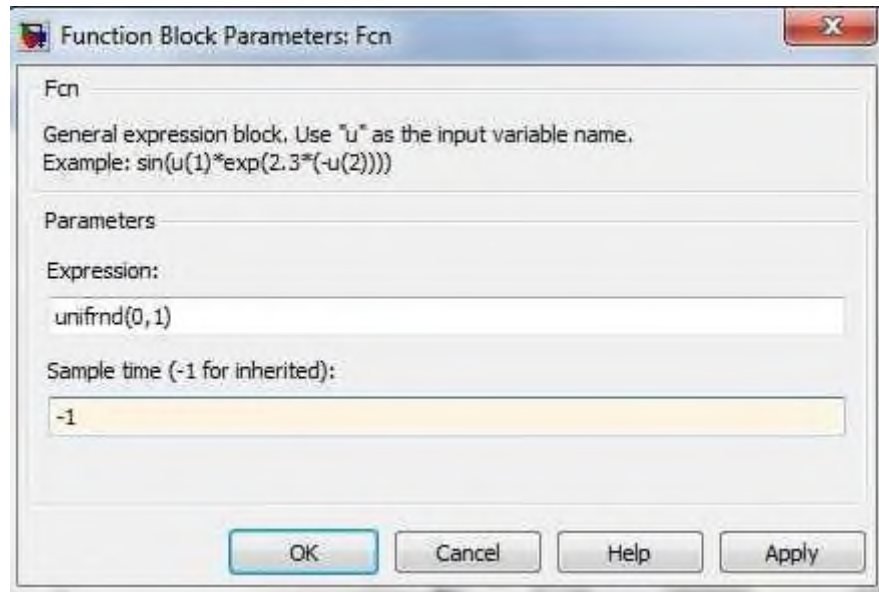 Function Block Parameters: Fcn
Fcn
General expression block. Use "u" as the input variable name.
Example: sin(u(1)*exp(2.3*(-u(2))))
Parameters
Expression:
unifrnd(0,1)
Sample time (-1 for inherited):
-1
OK Cancel Help Apply